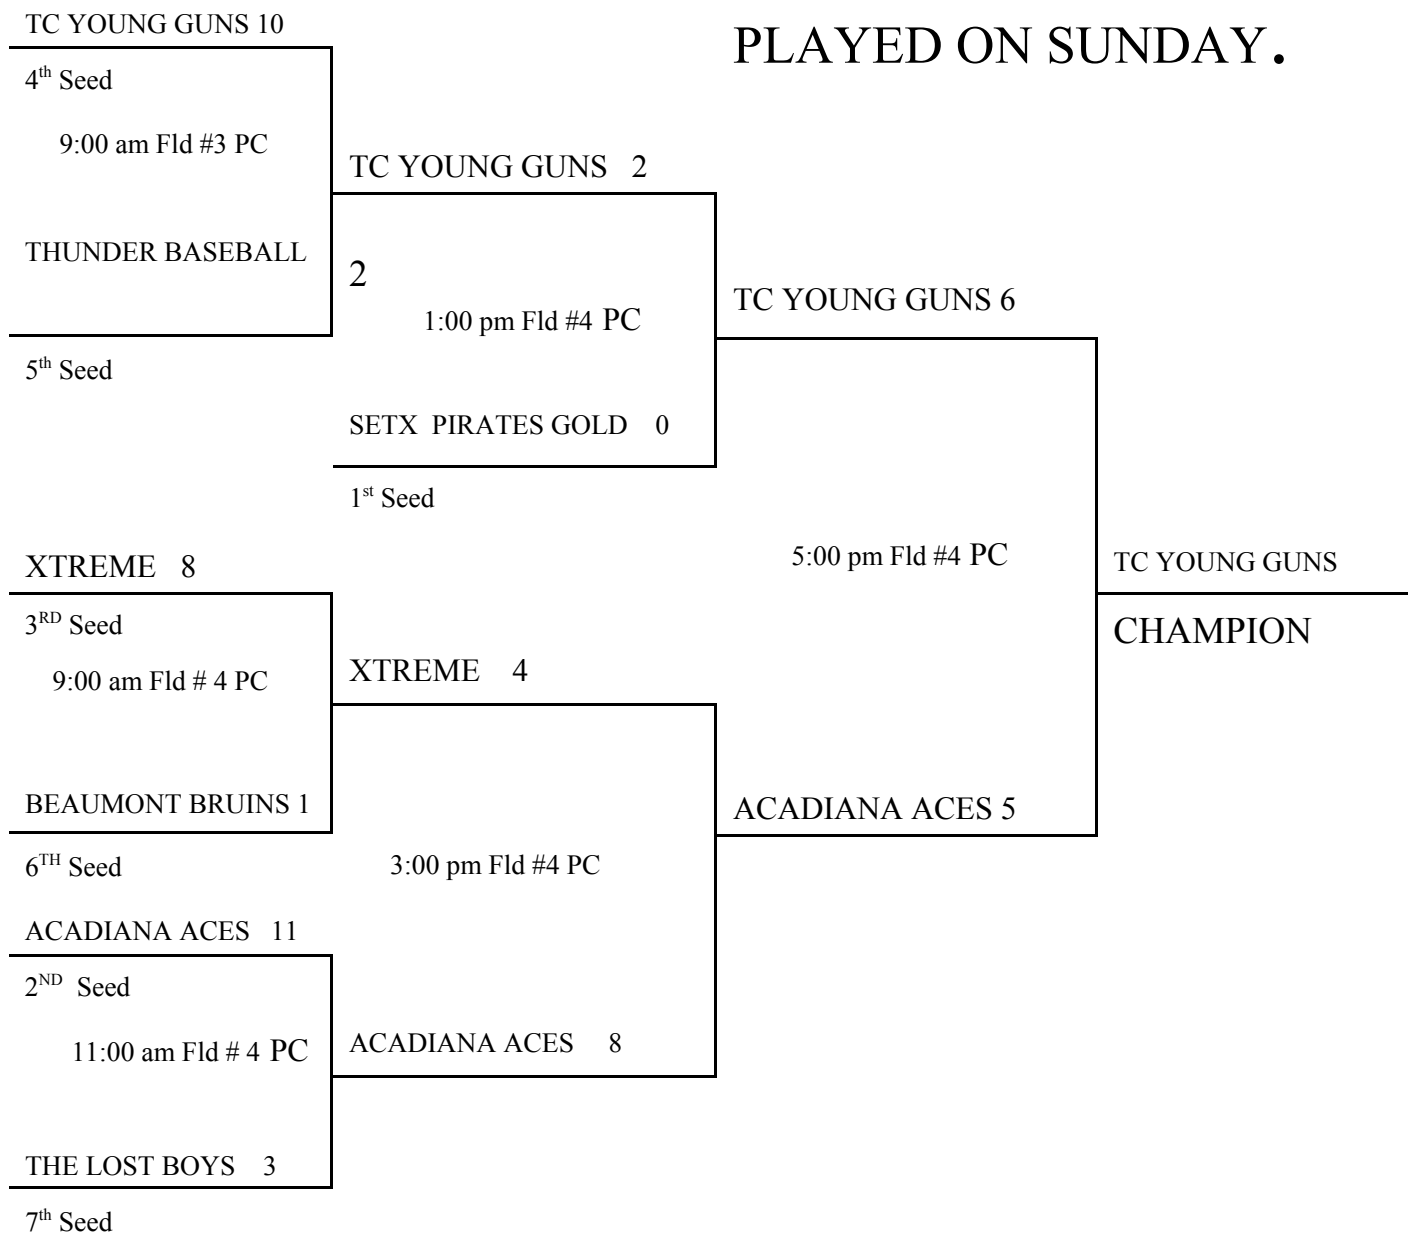 TC YOUNG GUNS 10
PLAYED ON SUNDAY.
4th Seed
9:00 am Fld #3 PC
TC YOUNG GUNS 2
THUNDER BASEBALL
2
1:00 pm Fld #4 PC
TC YOUNG GUNS 6
5th Seed
SETX PIRATES GOLD 0
1st Seed
XTREME 8
5:00 pm Fld #4 PC
TC YOUNG GUNS
3RD Seed
CHAMPION
9:00 am Fld # 4 PC
XTREME 4
BEAUMONT BRUINS 1
ACADIANA ACES 5
6TH Seed
3:00 pm Fld #4 PC
ACADIANA ACES 11
2ND Seed
11:00 am Fld # 4 PC
ACADIANA ACES 8
THE LOST BOYS 3
7th Seed